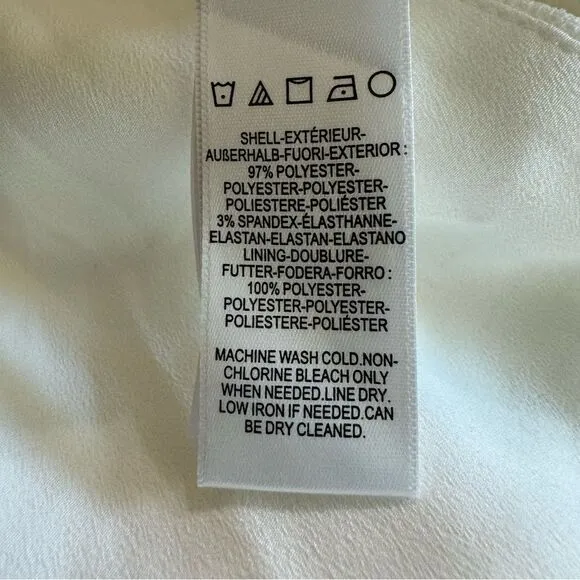 SHELL-EXTÉRIEUR-
AUßERHALB-FUORI-EXTERIOR :
97% POLYESTER-
POLYESTER-POLYESTER-
POLIESTERE-POLIÉSTER
3% SPANDEX-ÉLASTHANNE-
ELASTAN-ELASTAN-ELASTANO
LINING-DOUBLURE-
FUTTER-FODERA-FORRO :
100% POLYESTER-
POLYESTER-POLYESTER-
POLIESTERE-POLIÉSTER
MACHINE WASH COLD.NON-
CHLORINE BLEACH ONLY
WHEN NEEDED.LINE DRY.
LOW IRON IF NEEDED.CAN
BE DRY CLEANED.